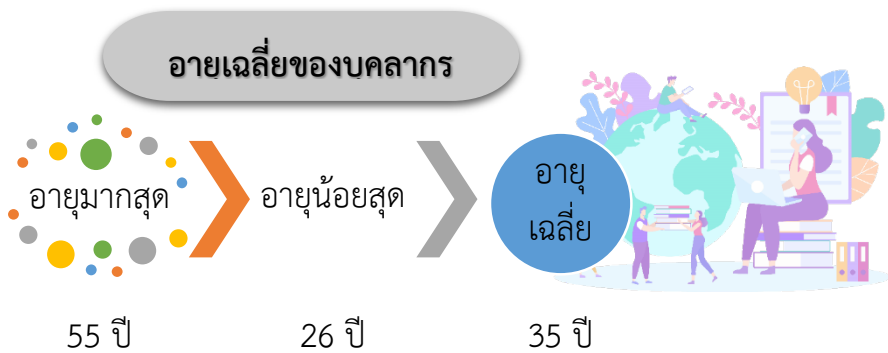 อายุเฉลี่ยของบุคลากร
อายุมากสุด
อายุน้อยสุด
อายุ
เฉลี่ย
55 ปี
26 ปี
35 ปี